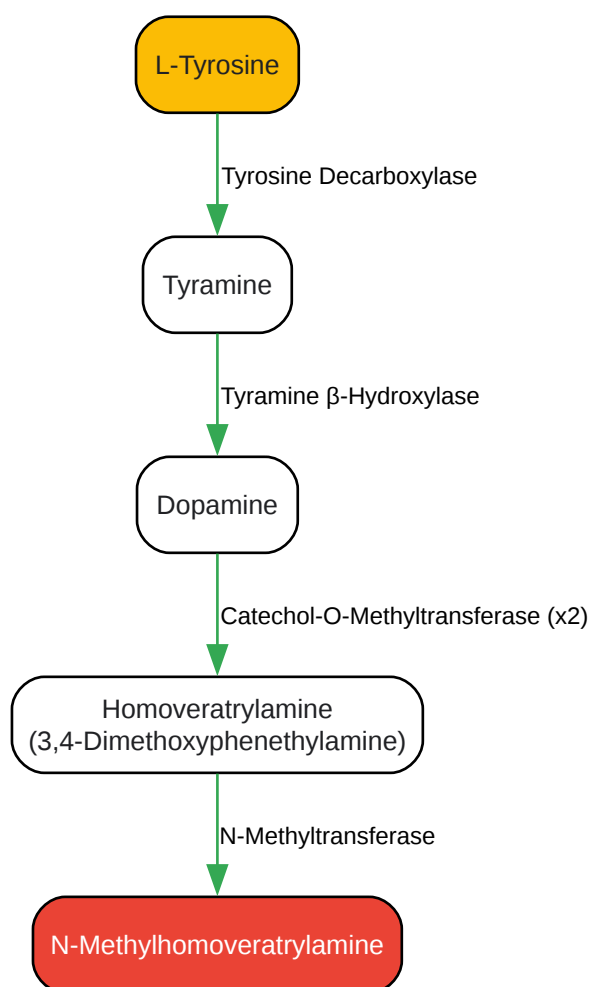 L-Tyrosine
Tyrosine Decarboxylase
Tyramine
Tyramine β-Hydroxylase
Dopamine
Catechol-O-Methyltransferase (x2)
Homoveratrylamine
(3,4-Dimethoxyphenethylamine)
N-Methyltransferase
N-Methylhomoveratrylamine